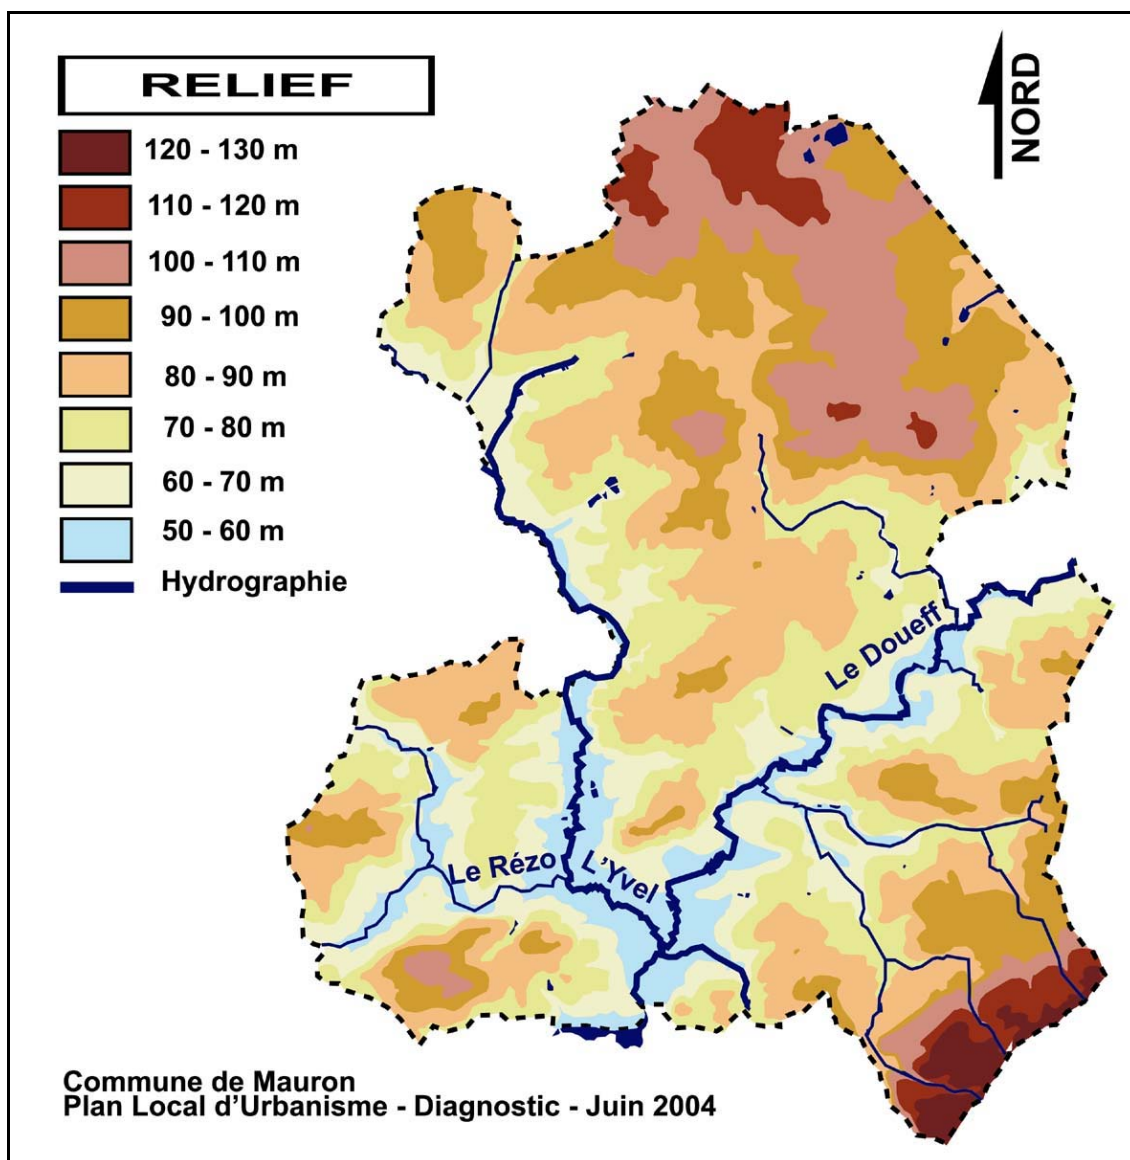 RELIEF
NORD
120 - 130 m
110 - 120 m
100 - 110 m
90 - 100 m
80 - 90 m
70 - 80 m
60 - 70 m
50 - 60 m
Hydrographie
Le Doueff
Le Rézo
L'Yvel
Commune de Mauron
Plan Local d'Urbanisme - Diagnostic - Juin 2004